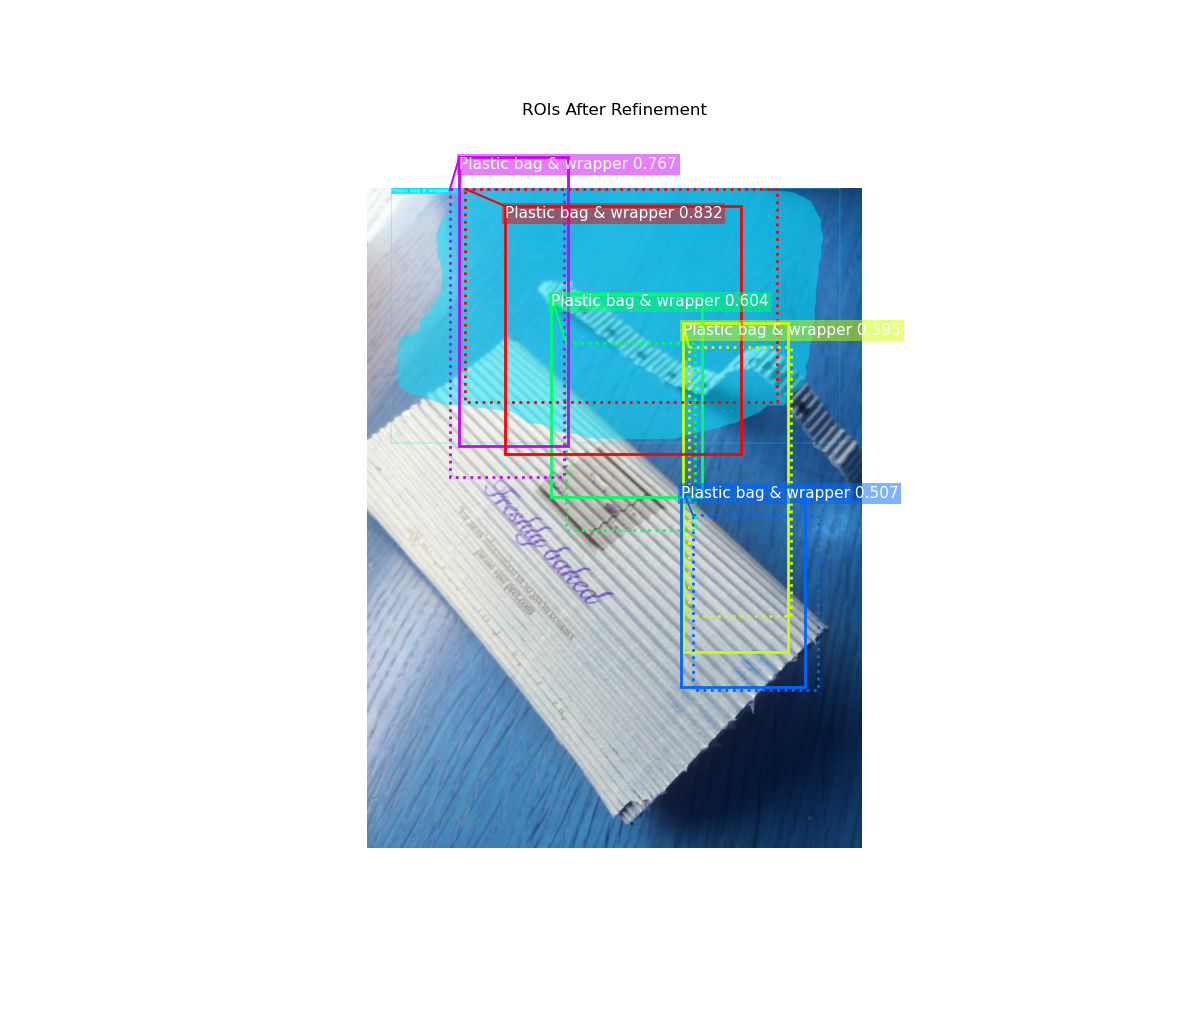 ROIs After Refinement
Plastic bag & wrapper 0.767
Plastic bag & wrapper
Plastic bag & wrapper 0.832
Plastic bag & wrapper 0.604
Plastic bag & wrapper 0.595
Plastic bag & wrapper 0.507
Freshly baked